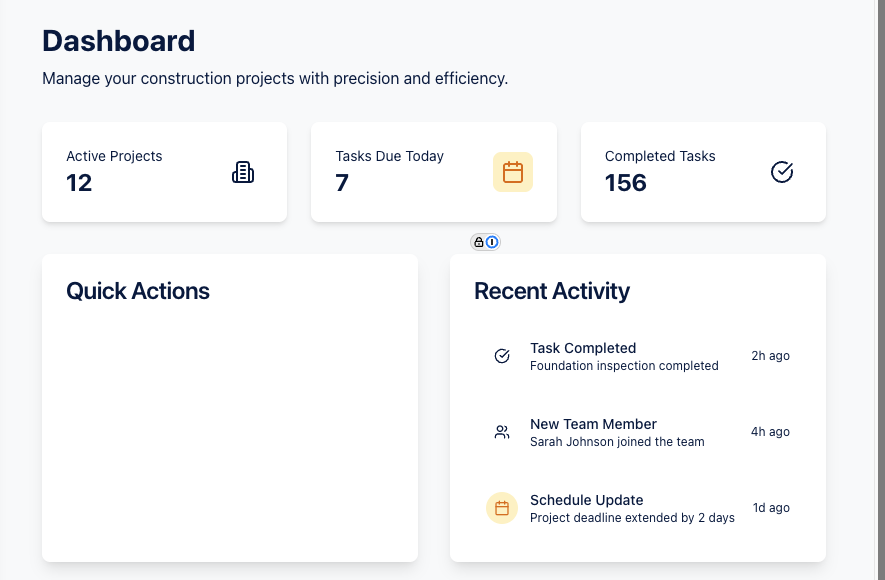 Dashboard
Manage your construction projects with precision and efficiency.
Active Projects
12
Tasks Due Today
7
Completed Tasks
156
Quick Actions
Recent Activity
Task Completed
Foundation inspection completed
2h ago
New Team Member
Sarah Johnson joined the team
4h ago
Schedule Update
Project deadline extended by 2 days
1d ago